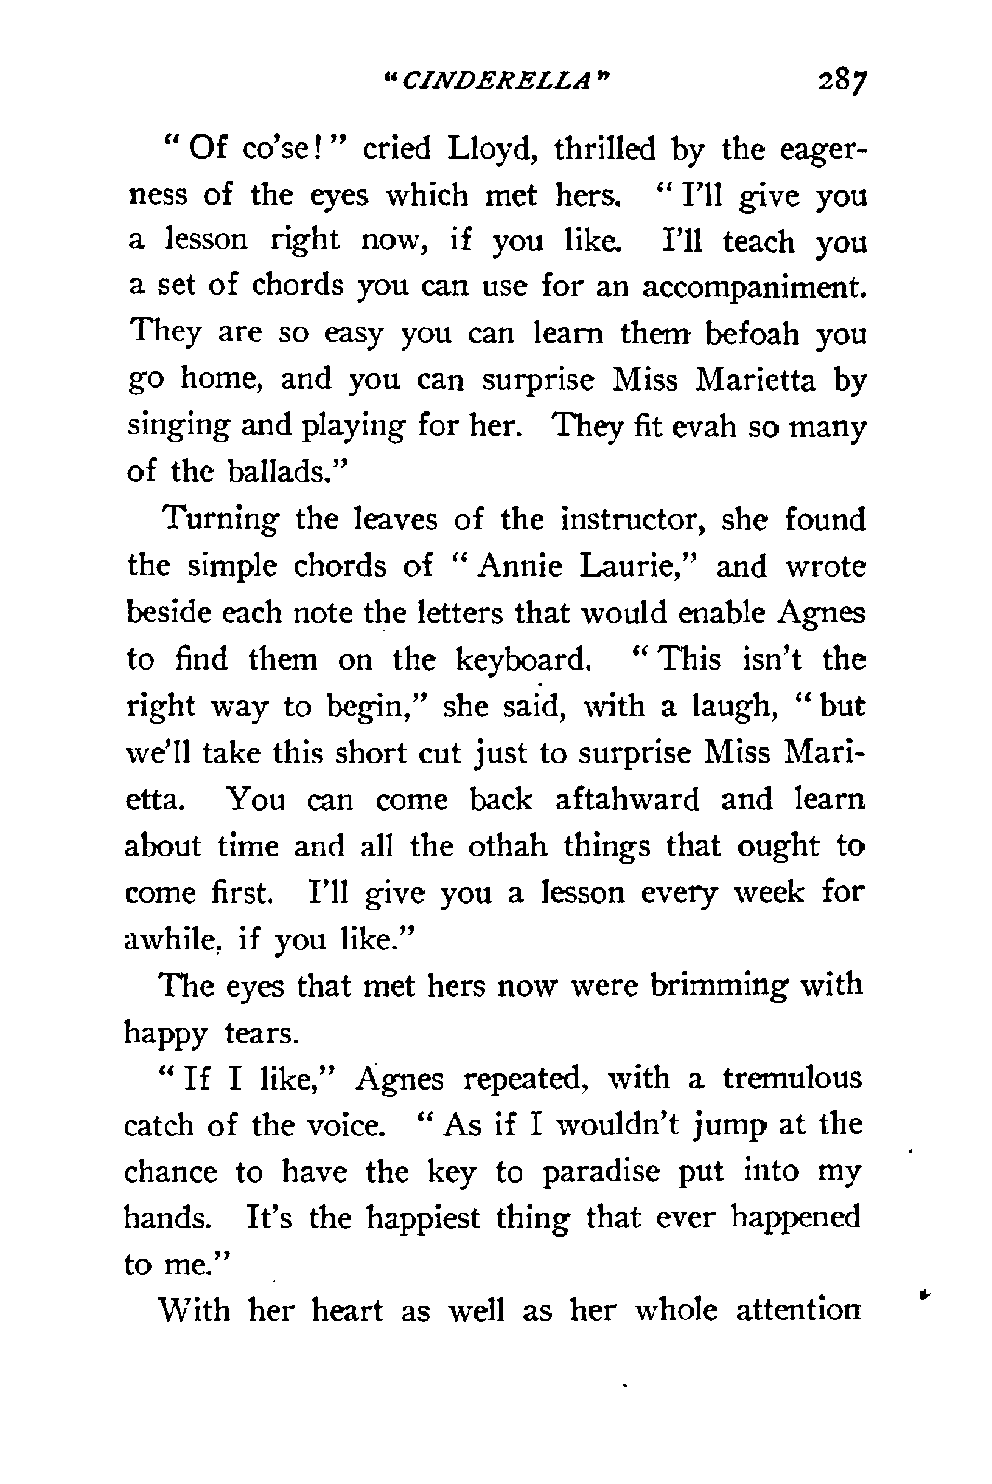 "CINDERELLA" 287
"Of co'se!" cried Lloyd, thrilled by the eager-
ness of the eyes which met hers. "I'll give you
a lesson right now, if you like. I'll teach you
a set of chords you can use for an accompaniment.
They are so easy you can learn them befoah you
go home, and you can surprise Miss Marietta by
singing and playing for her. They fit evah so many
of the ballads."
Turning the leaves of the instructor, she found
the simple chords of "Annie Laurie," and wrote
beside each note the letters that would enable Agnes
to find them on the keyboard. "This isn't the
right way to begin," she said, with a laugh, "but
we'll take this short cut just to surprise Miss Mari-
etta. You can come back aftahward and learn
about time and all the othah things that ought to
come first. I'll give you a lesson every week for
awhile, if you like."
The eyes that met hers now were brimming with
happy tears.
"If I like," Agnes repeated, with a tremulous
catch of the voice. "As if I wouldn't jump at the
chance to have the key to paradise put into my
hands. It's the happiest thing that ever happened
to me."
With her heart as well as her whole attention